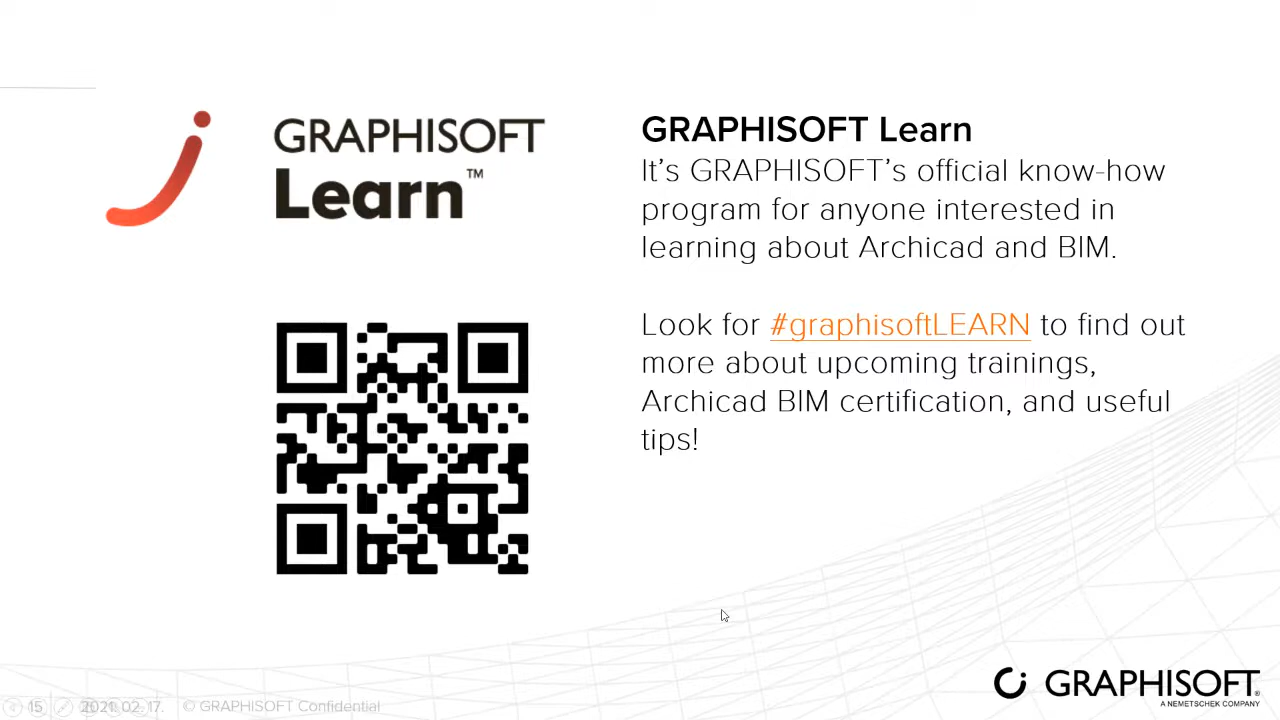 GRAPHISOFT
Learn™
GRAPHISOFT Learn
It’s GRAPHISOFT’s official know-how
program for anyone interested in
learning about Archicad and BIM.
Look for #graphisoftLEARN to find out
more about upcoming trainings,
Archicad BIM certification, and useful
tips!
15
2021. 02. 17.
© GRAPHISOFT Confidential
GRAPHISOFT®
A NEMETSCHEK COMPANY